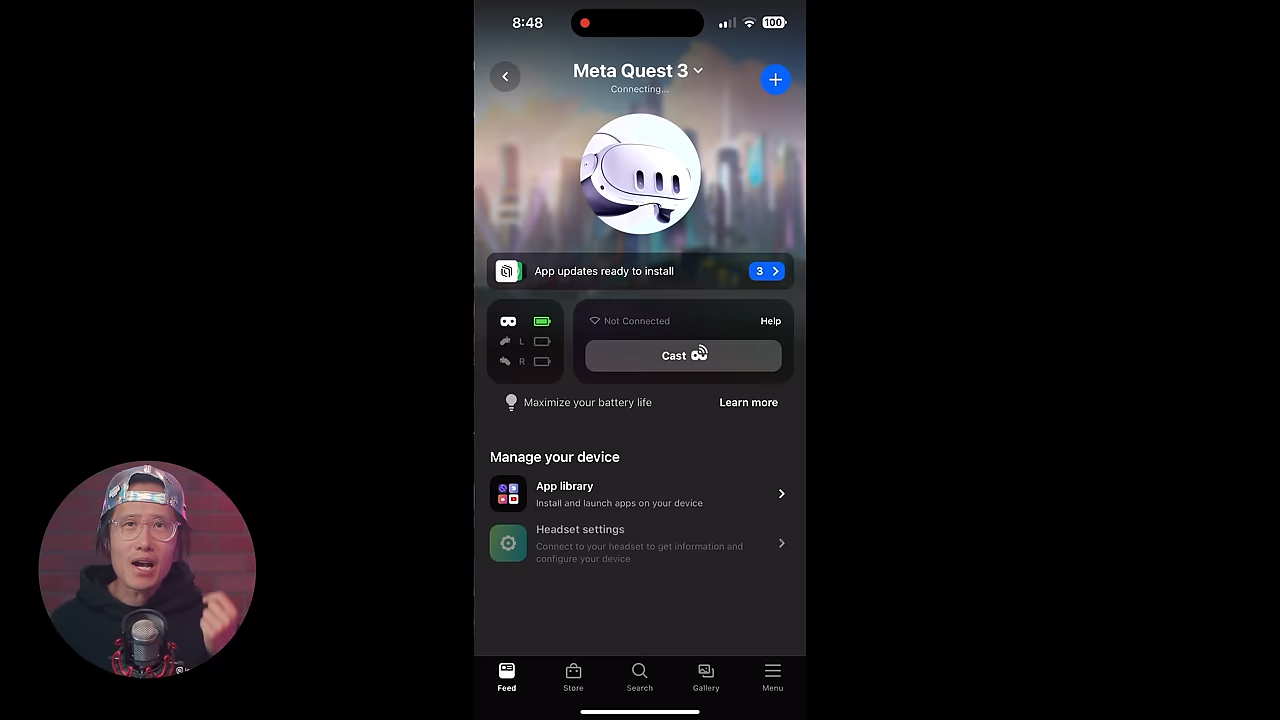 8:48
100
Meta Quest 3
Connecting...
App updates ready to install
3
Not Connected
Help
L
Cast
R
Maximize your battery life
Learn more
Manage your device
App library
Install and launch apps on your device
Headset settings
Connect to your headset to get information and
configure your device
Feed
Store
Search
Gallery
Menu